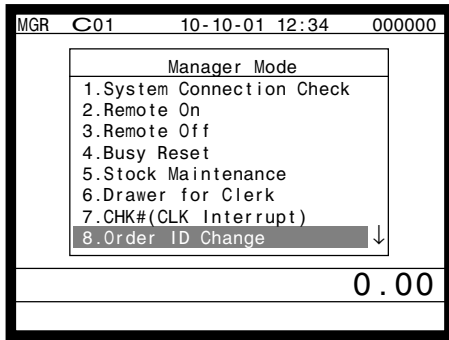 MGR C01 10-10-01 12:34 000000
Manager Mode
1.System Connection Check
2.Remote On
3.Remote Off
4.Busy Reset
5.Stock Maintenance
6.Drawer for Clerk
7.CHK#(CLK Interrupt)
8.Order ID Change ↓
0.00